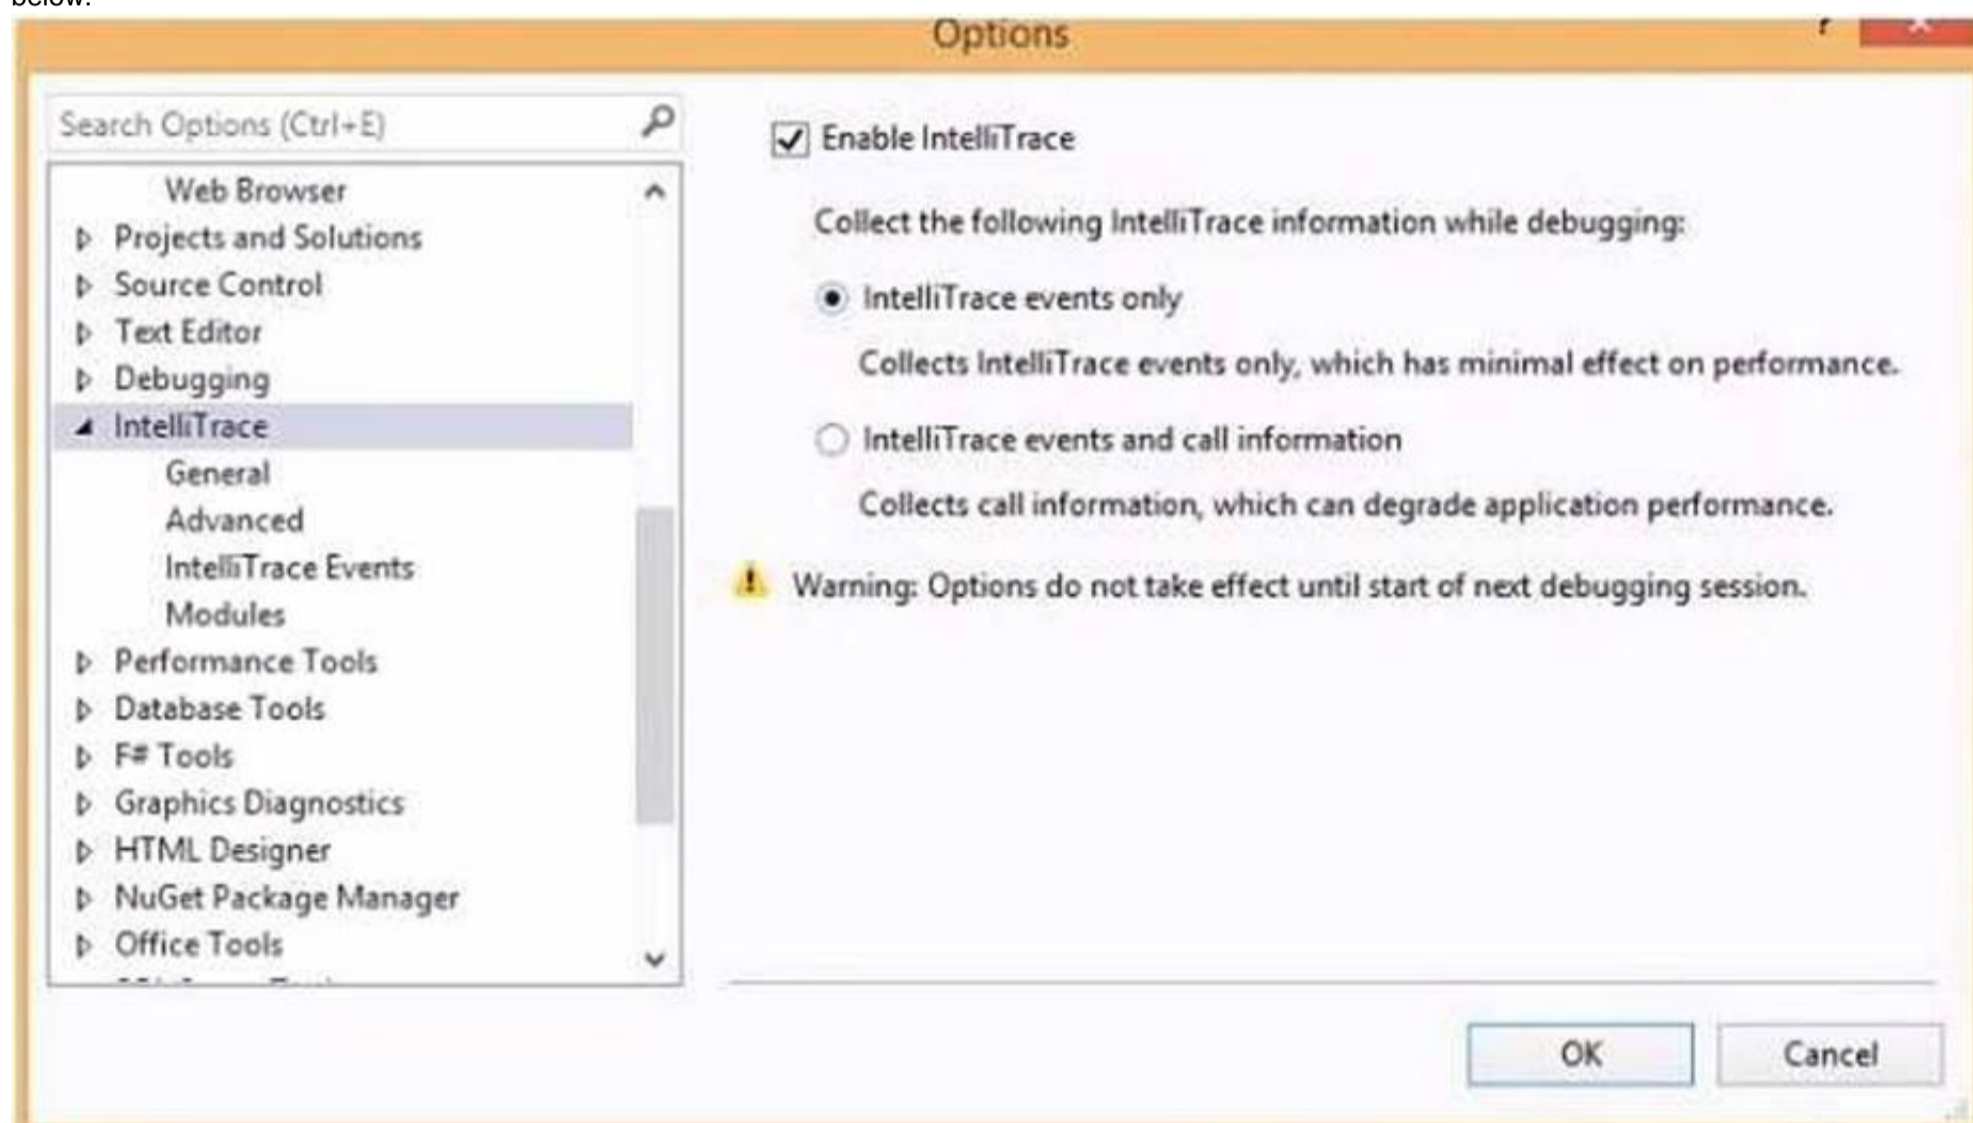 below.
Options
?
Search Options (Ctrl+E)
Web Browser
Projects and Solutions
Source Control
Text Editor
Debugging
IntelliTrace
General
Advanced
IntelliTrace Events
Modules
Performance Tools
Database Tools
F# Tools
Graphics Diagnostics
HTML Designer
NuGet Package Manager
Office Tools
Enable IntelliTrace
Collect the following IntelliTrace information while debugging:
IntelliTrace events only
Collects IntelliTrace events only, which has minimal effect on performance.
IntelliTrace events and call information
Collects call information, which can degrade application performance.
Warning: Options do not take effect until start of next debugging session.
OK
Cancel